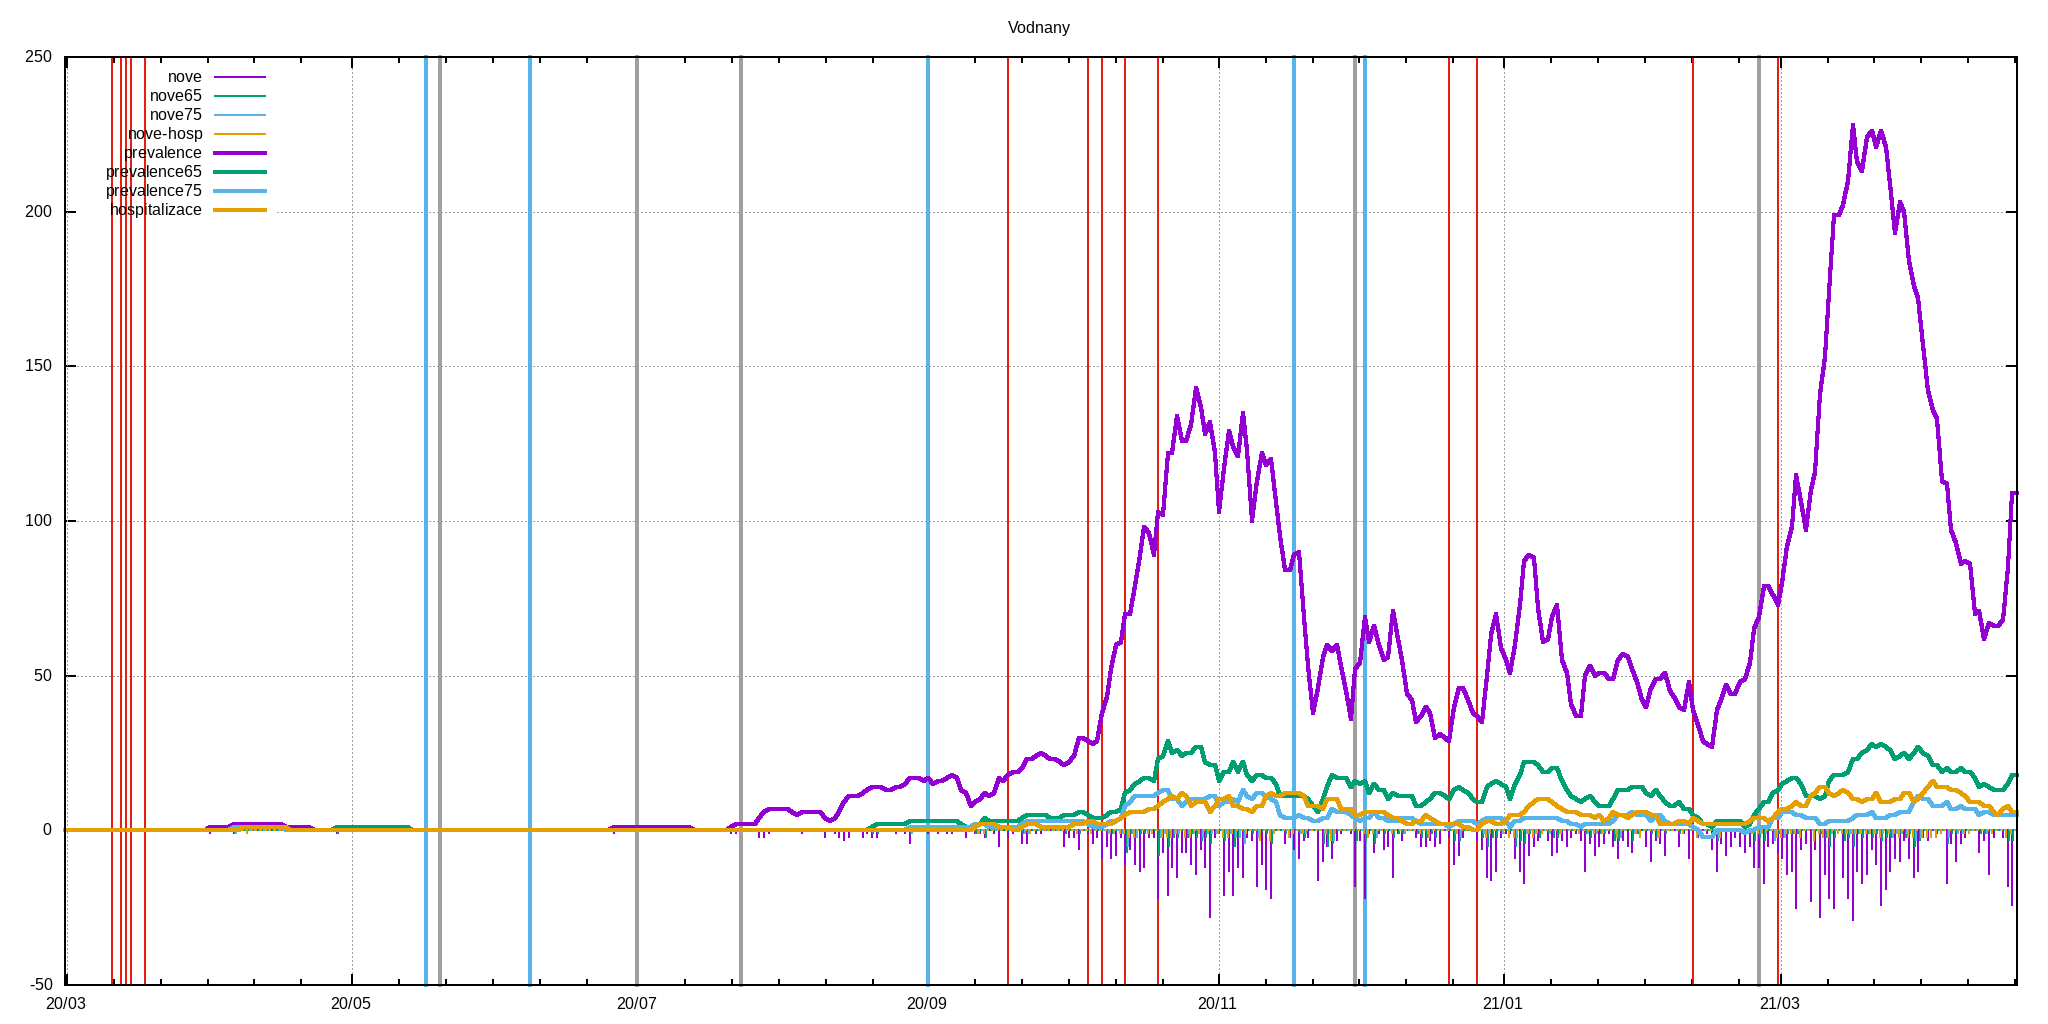 Vodnany
250
nove
nove65
nove75
nove-hosp
prevalence
prevalence65
prevalence75
hospitalizace
200
150
100
50
0
-50
20/03 20/05 20/07 20/09 20/11 21/01 21/03